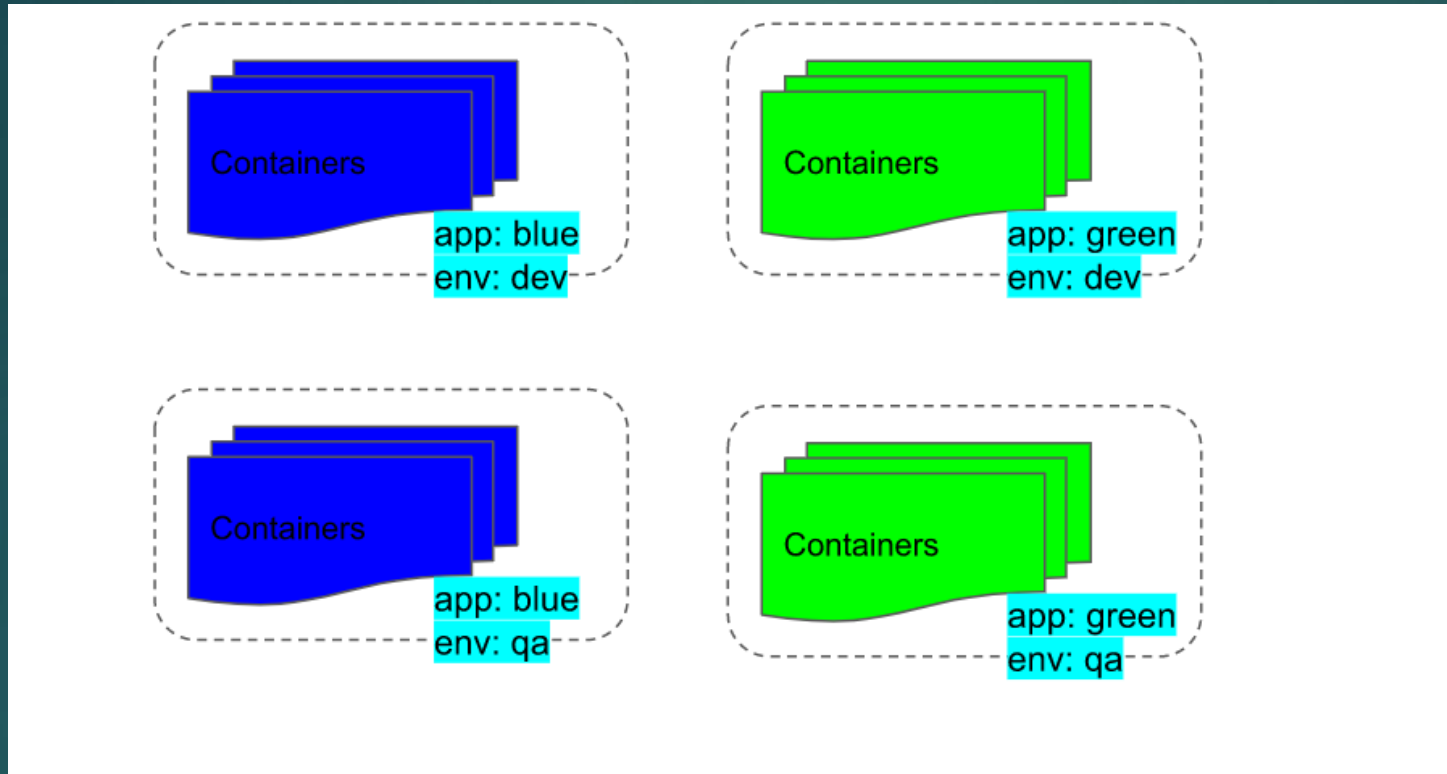 Containers
app: blue
env: dev
Containers
app: green
env: dev
Containers
app: blue
env: qa
Containers
app: green
env: qa